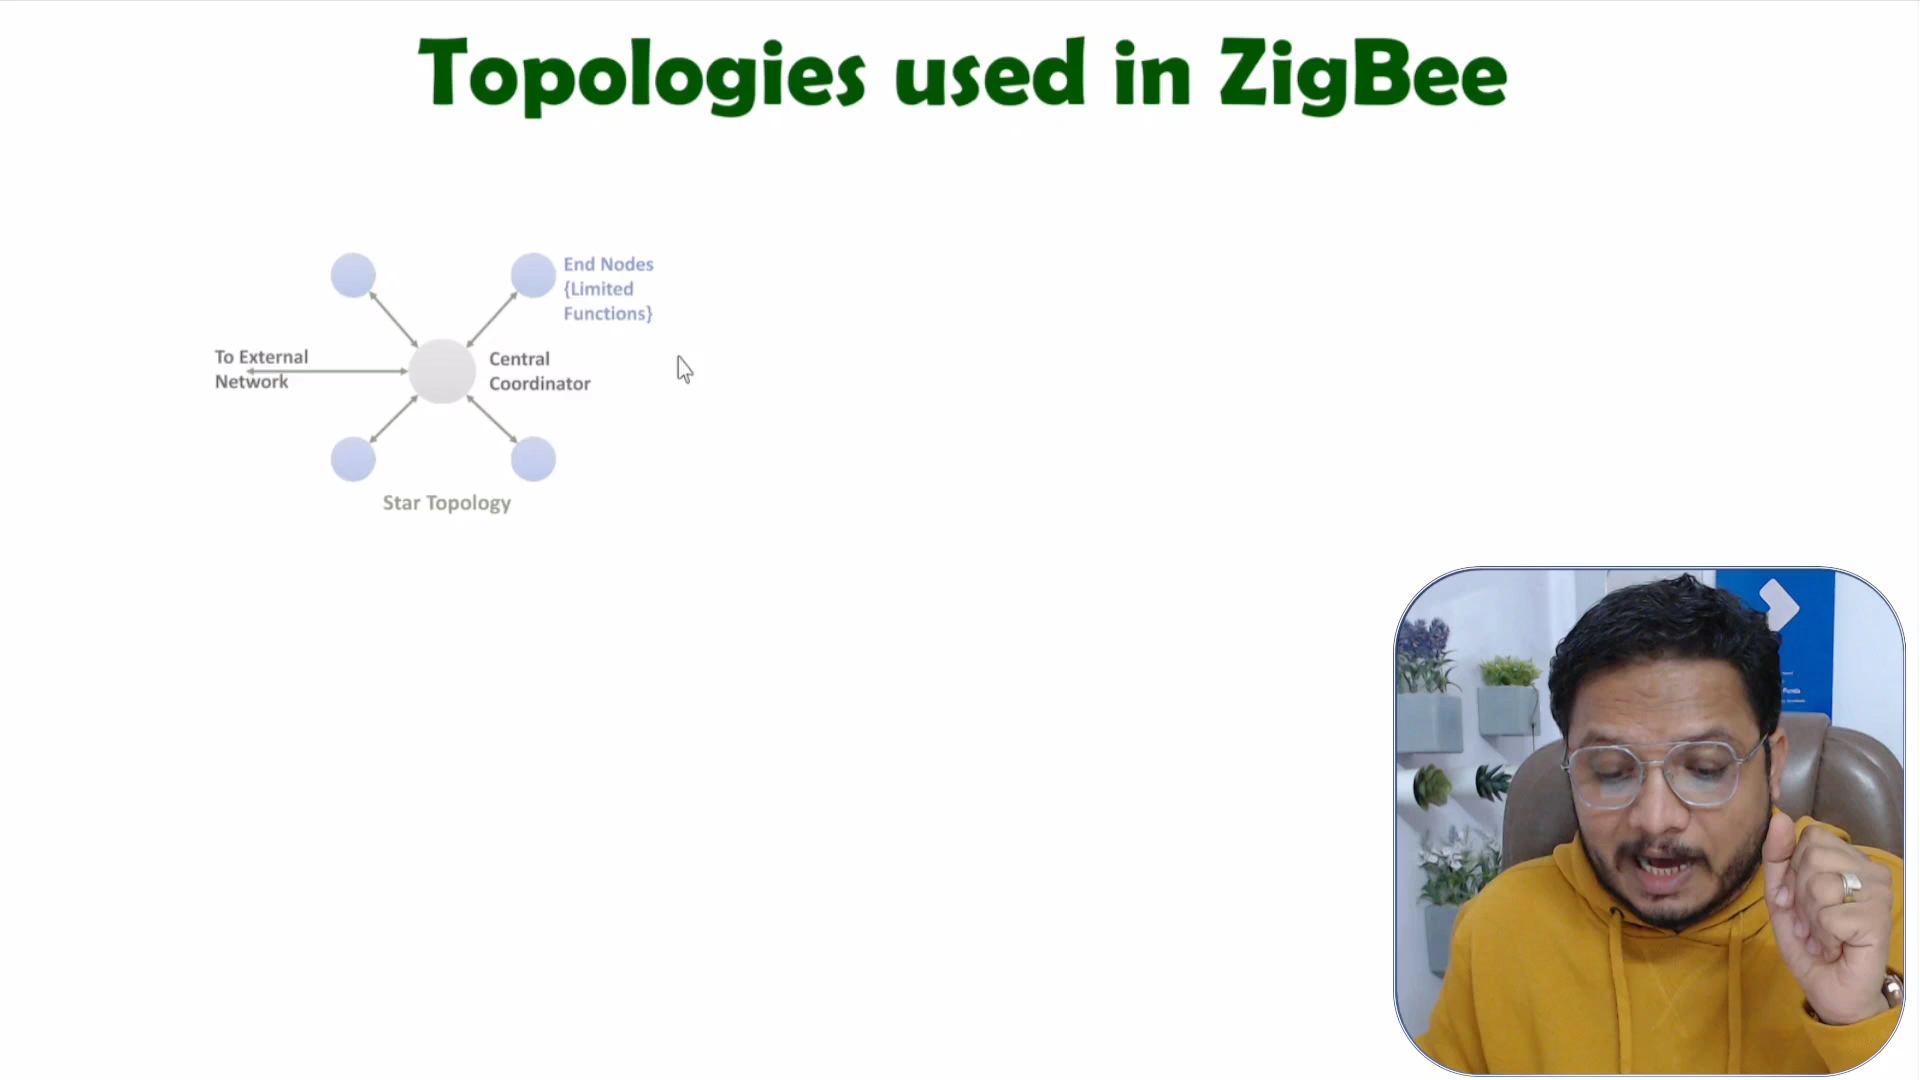 Topologies used in ZigBee
End Nodes
{Limited
Functions}
To External
Network
Central
Coordinator
Star Topology